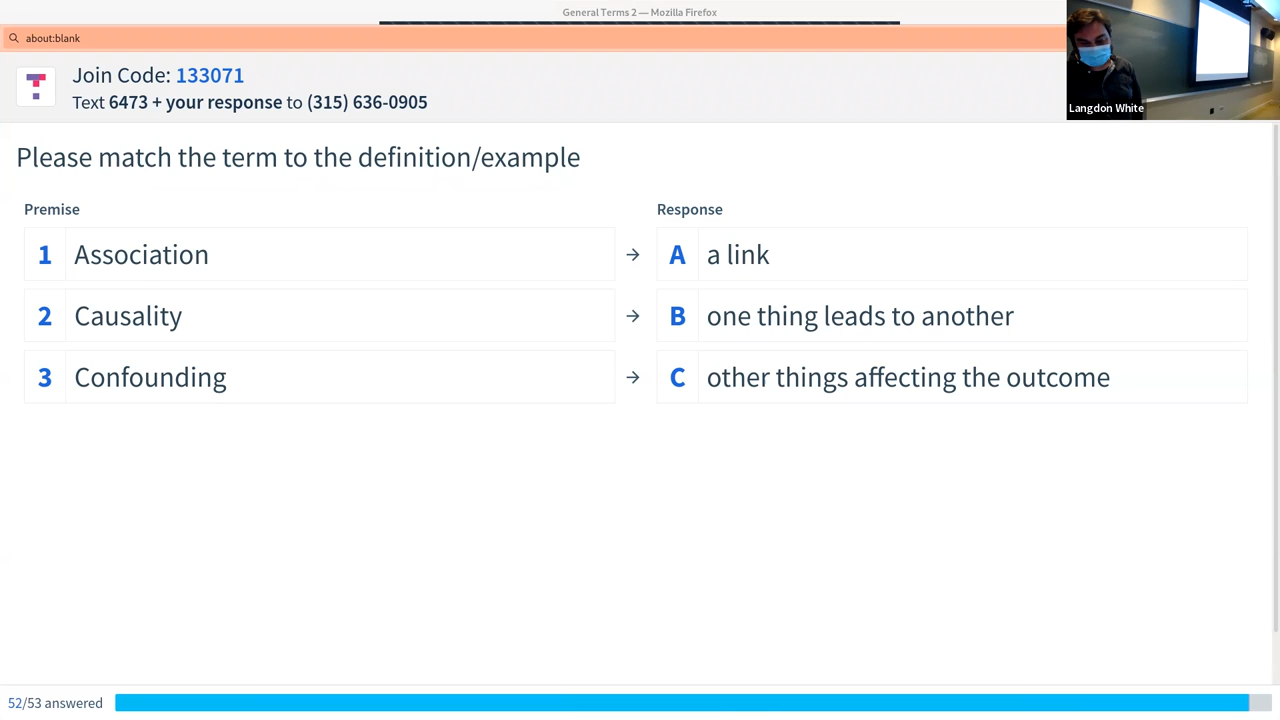 General Terms 2 — Mozilla Firefox
about:blank
Join Code: 133071
Text 6473 + your response to (315) 636-0905
Langdon White
Please match the term to the definition/example
Premise
Response
1 Association → A a link
2 Causality → B one thing leads to another
3 Confounding → C other things affecting the outcome
52/53 answered